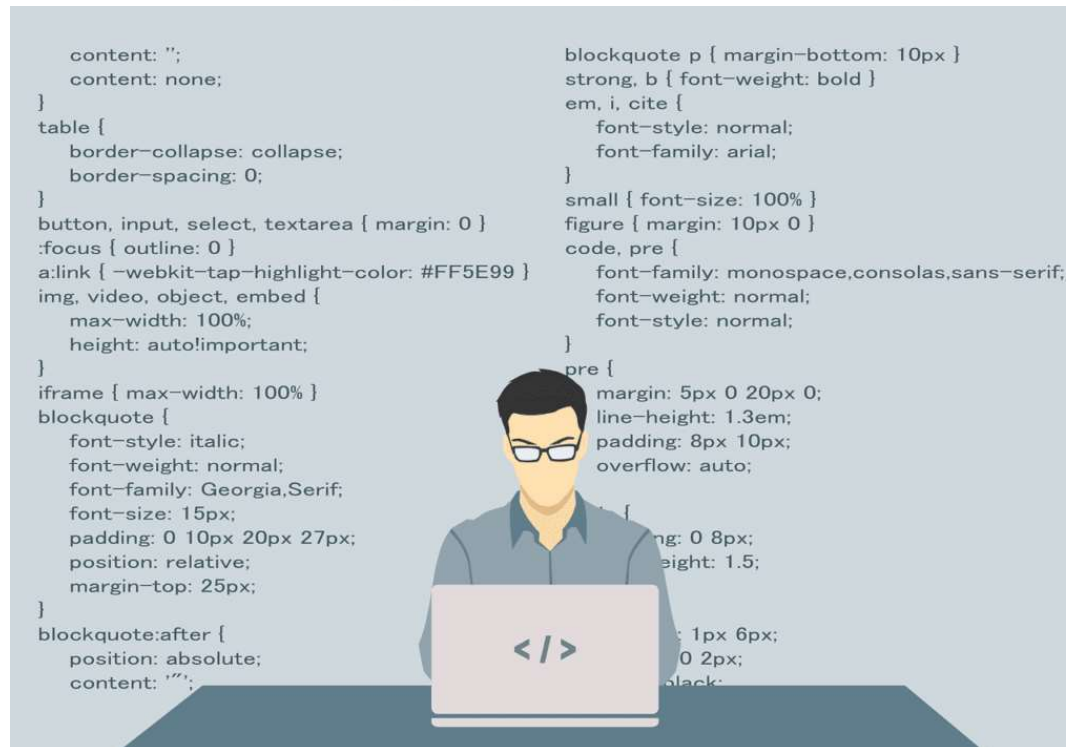 content: '';
content: none;
}
table {
border-collapse: collapse;
border-spacing: 0;
}
button, input, select, textarea { margin: 0 }
:focus { outline: 0 }
a:link { -webkit-tap-highlight-color: #FF5E99 }
img, video, object, embed {
max-width: 100%;
height: auto!important;
}
iframe { max-width: 100% }
blockquote {
font-style: italic;
font-weight: normal;
font-family: Georgia,Serif;
font-size: 15px;
padding: 0 10px 20px 27px;
position: relative;
margin-top: 25px;
}
blockquote:after {
position: absolute;
content: '"';
blockquote p { margin-bottom: 10px }
strong, b { font-weight: bold }
em, i, cite {
font-style: normal;
font-family: arial;
}
small { font-size: 100% }
figure { margin: 10px 0 }
code, pre {
font-family: monospace,consolas,sans-serif;
font-weight: normal;
font-style: normal;
}
pre {
margin: 5px 0 20px 0;
line-height: 1.3em;
padding: 8px 10px;
overflow: auto;
{
0 8px;
1.5;
: 1px 6px;
0 2px;
</>